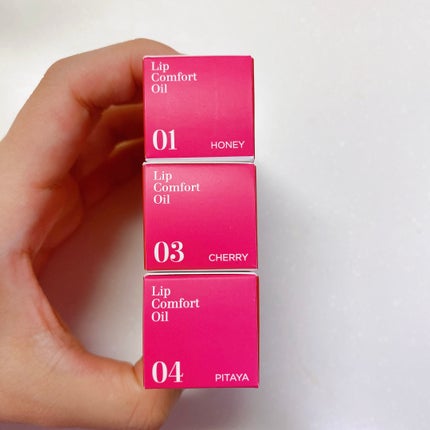 Lip
Comfort
Oil
01 HONEY
Lip
Comfort
Oil
03 CHERRY
Lip
Comfort
Oil
04 PITAYA